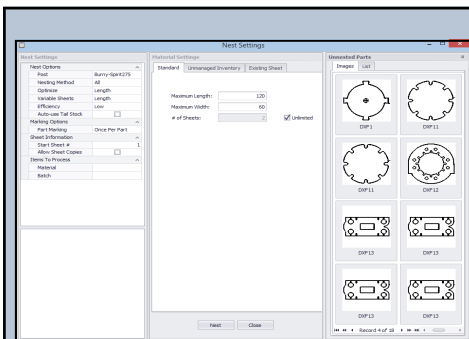 Nest Settings
Nest Settings
Nest Options
Post Burny-Spirit275
Nesting Method All
Optimize Length
Variable Sheets Length
Efficiency Low
Auto-use Tail Stock
Marking Options
Part Marking Once Per Part
Sheet Information
Start Sheet # 1
Allow Sheet Copies
Items To Process
Material
Batch
Material Settings
Standard Unmanaged Inventory Existing Sheet
Maximum Length: 120
Maximum Width: 60
# of Sheets: 2 Unlimited
Nest Close
Unnested Parts
Images List
DXF1 DXF11
DXF11 DXF12
DXF13 DXF13
DXF13 DXF13
Record 4 of 18